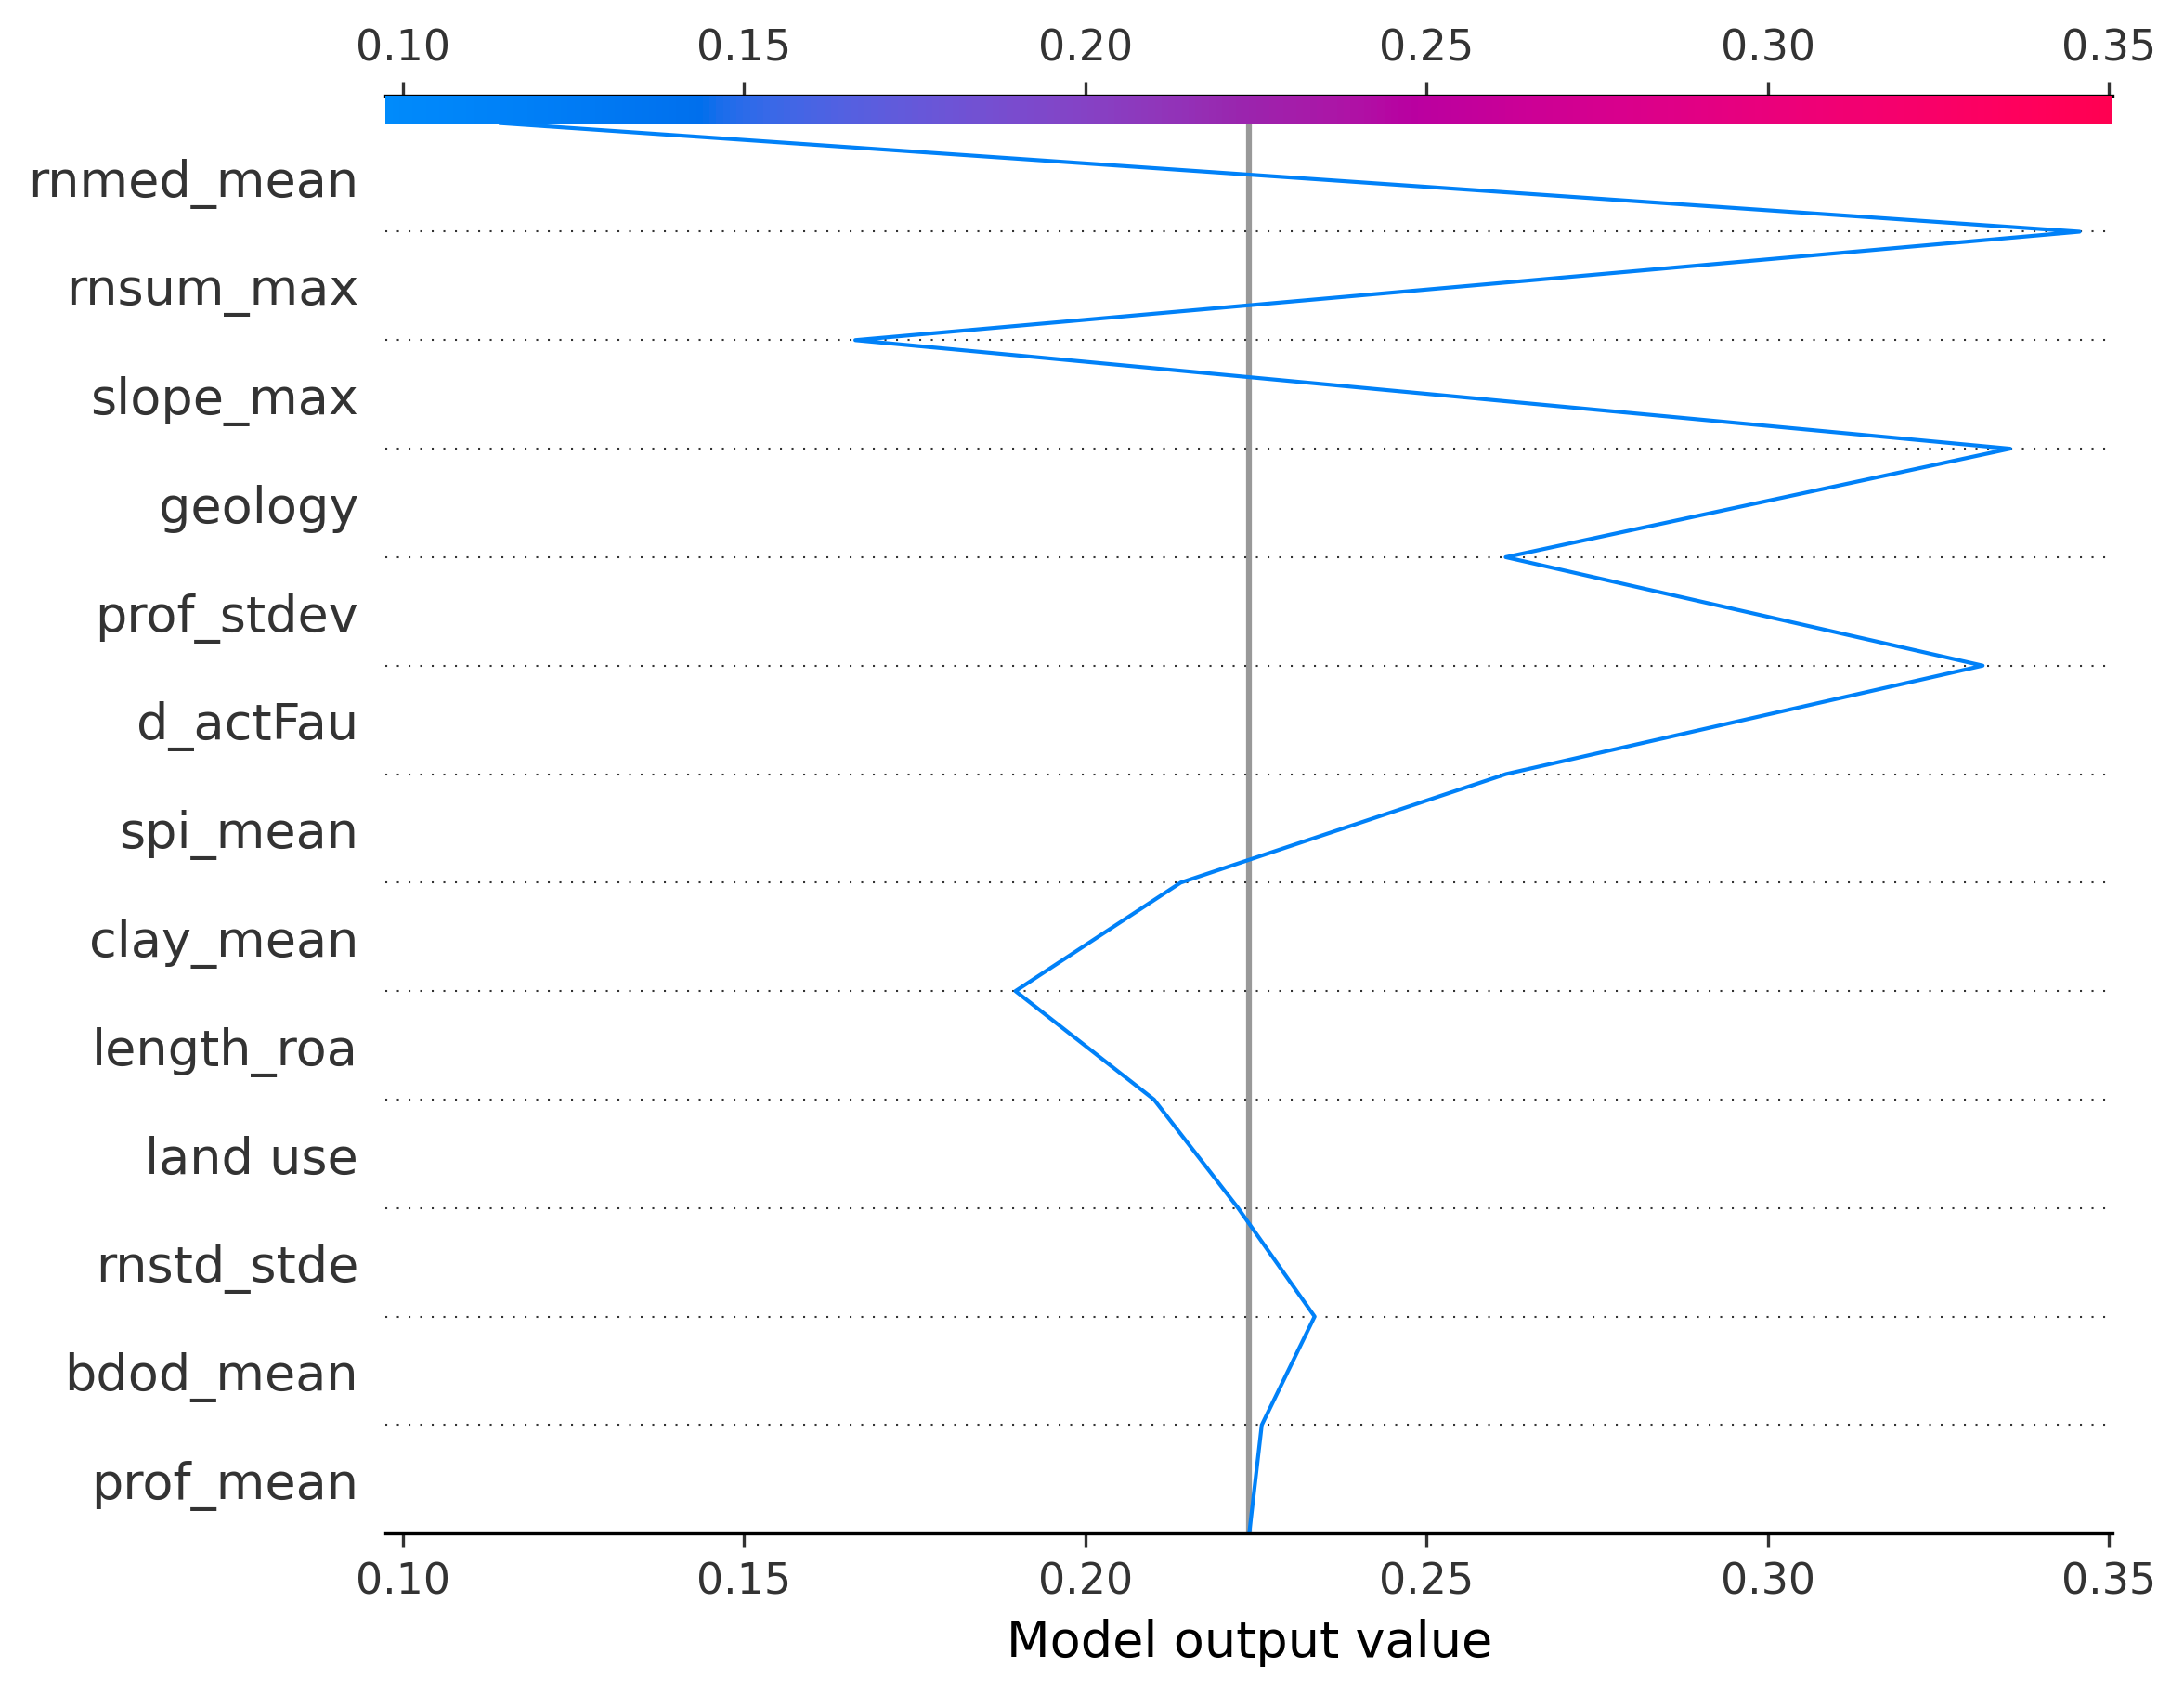 0.10 0.15 0.20 0.25 0.30 0.35
rnmed_mean
rnsum_max
slope_max
geology
prof_stdev
d_actFau
spi_mean
clay_mean
length_roa
land use
rnstd_stde
bdod_mean
prof_mean
0.10 0.15 0.20 0.25 0.30 0.35
Model output value